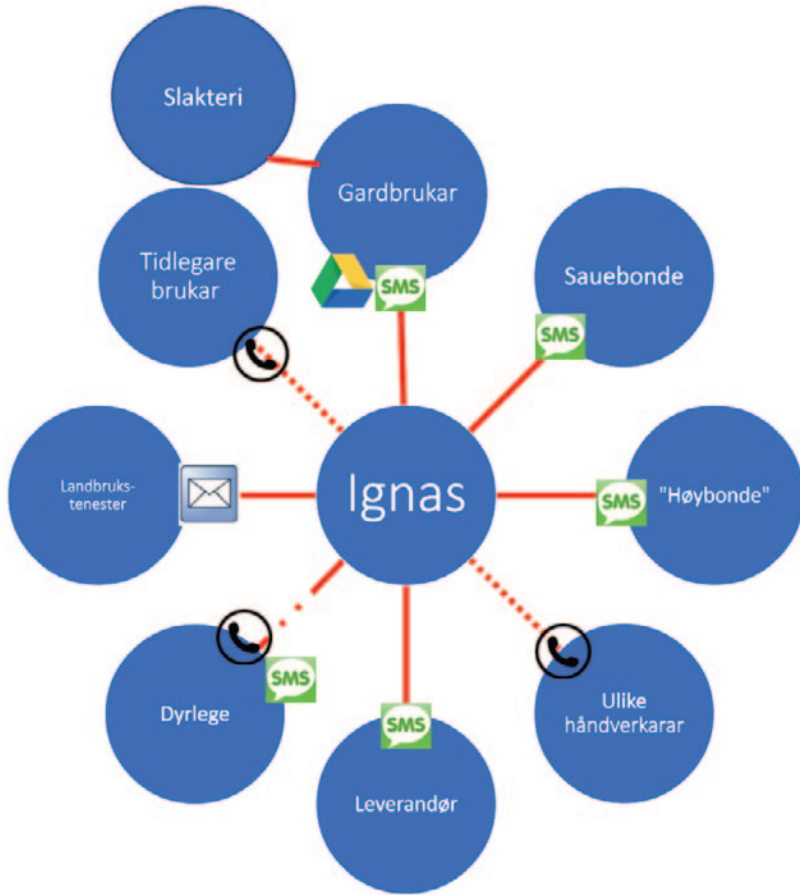 Slakteri
Gardbrukar
Tidlegare
brukar
SMS
Sauebonde
SMS
Landbruks-
tenester
Ignas
SMS
"Høybonde"
Dyrlege
SMS
SMS
Leverandør
Ulike
håndverkarar